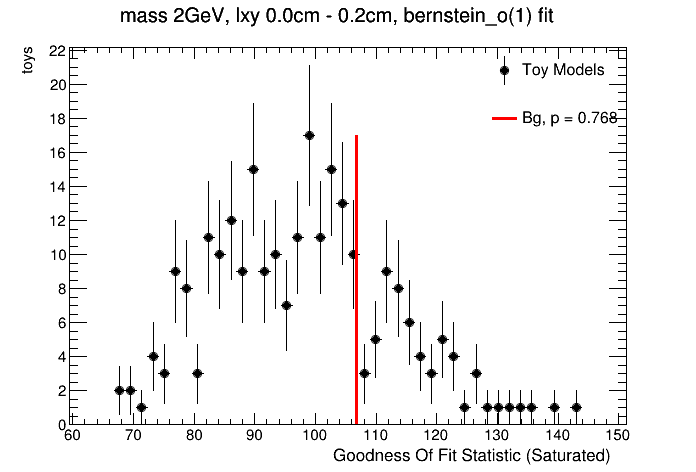 mass 2GeV, lxy 0.0cm - 0.2cm, bernstein_o(1) fit
toys
22
20
18
16
14
12
10
8
6
4
2
0
Toy Models
Bg, p = 0.768
60 70 80 90 100 110 120 130 140 150
Goodness Of Fit Statistic (Saturated)